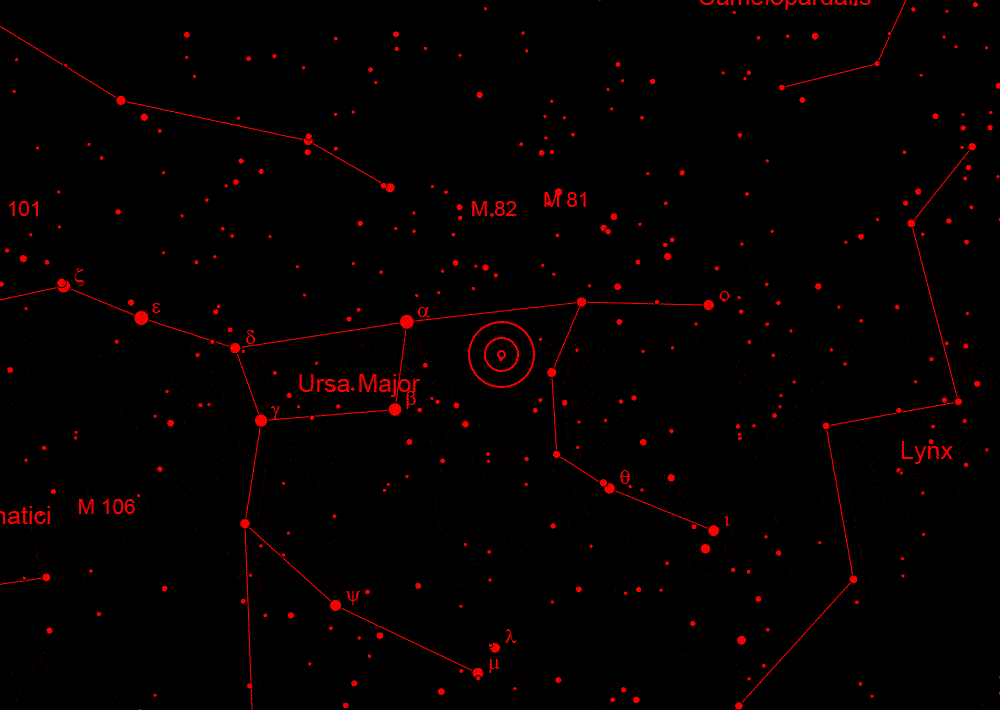 Camelopardalis
M 82
M 81
101
ζ
ε
δ
α
ο
Ursa Major
β
γ
Lynx
θ
M 106
natici
ι
ψ
λ
μ